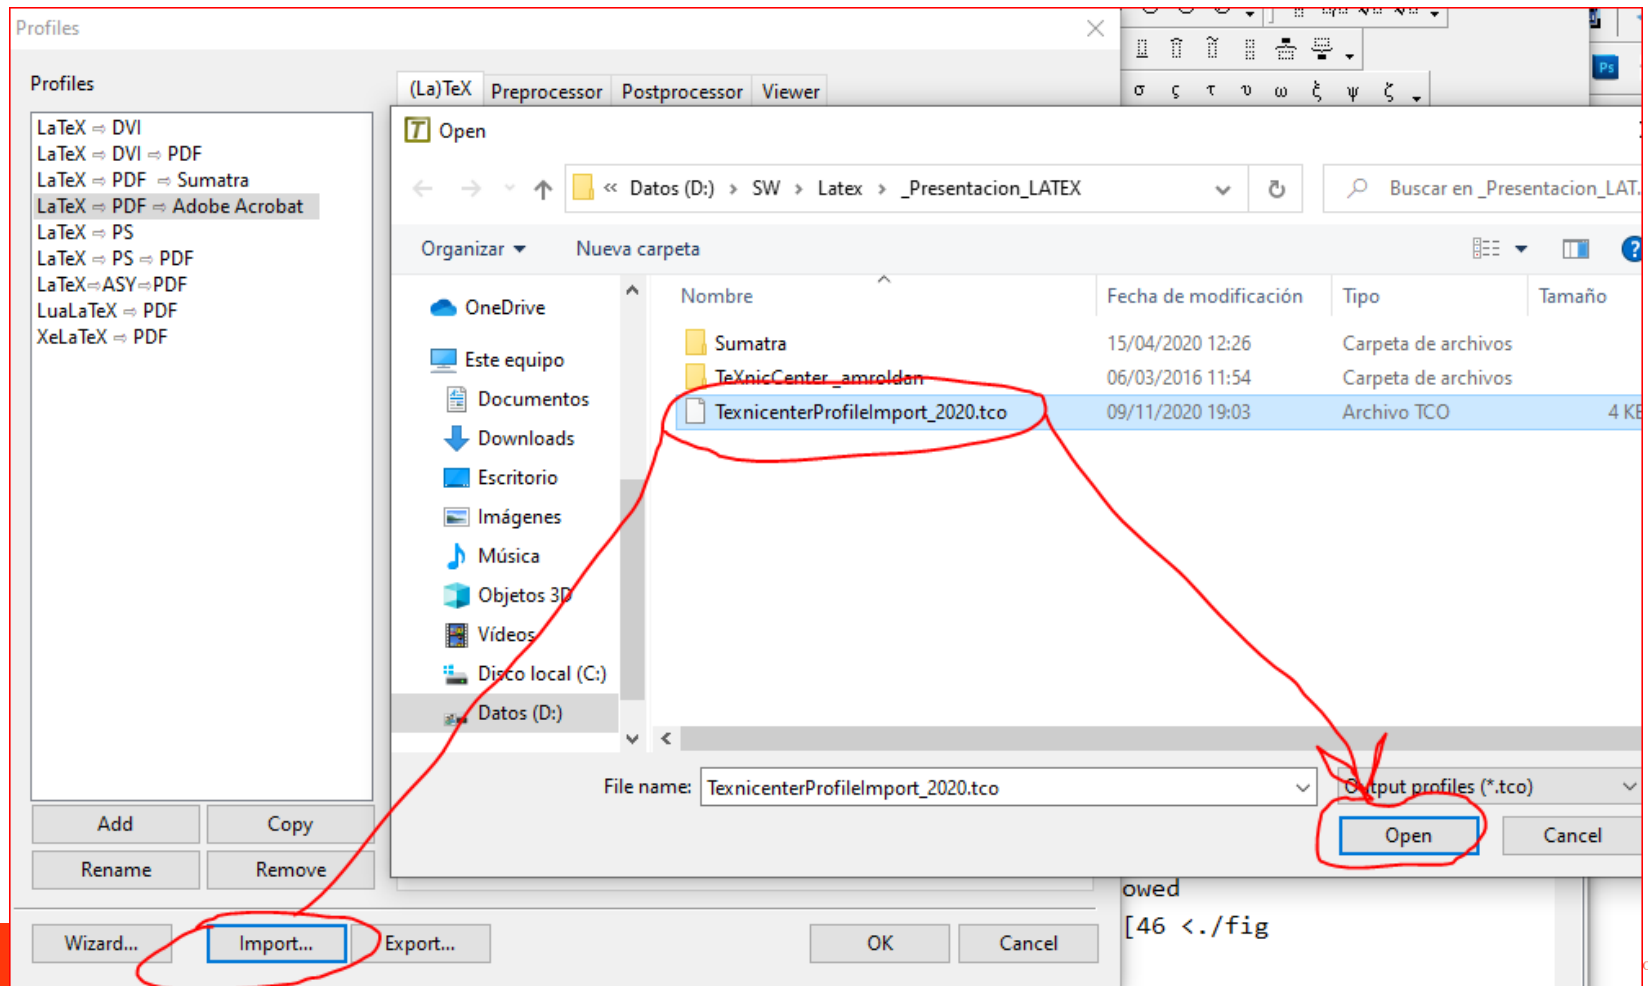 Profiles
Profiles
(La)TeX Preprocessor Postprocessor Viewer
LaTeX ⇨ DVI
LaTeX ⇨ DVI ⇨ PDF
LaTeX ⇨ PDF ⇨ Sumatra
LaTeX ⇨ PDF ⇨ Adobe Acrobat
LaTeX ⇨ PS
LaTeX ⇨ PS ⇨ PDF
LaTeX⇨ASY⇨PDF
LuaLaTeX ⇨ PDF
XeLaTeX ⇨ PDF
Add Copy
Rename Remove
Wizard... Import... Export... OK Cancel
σ ς τ υ ω ξ ψ ζ
Ps
Open
« Datos (D:) › SW › Latex › _Presentacion_LATEX
Buscar en _Presentacion_LAT.
Organizar Nueva carpeta
OneDrive
Este equipo
Documentos
Downloads
Escritorio
Imágenes
Música
Objetos 3D
Vídeos
Disco local (C:)
Datos (D:)
Nombre Fecha de modificación Tipo Tamaño
Sumatra 15/04/2020 12:26 Carpeta de archivos
TeXnicCenter_amroldan 06/03/2016 11:54 Carpeta de archivos
TexnicenterProfileImport_2020.tco 09/11/2020 19:03 Archivo TCO 4 KB
File name: TexnicenterProfileImport_2020.tco Output profiles (*.tco)
Open Cancel
owed
[46 <./fig